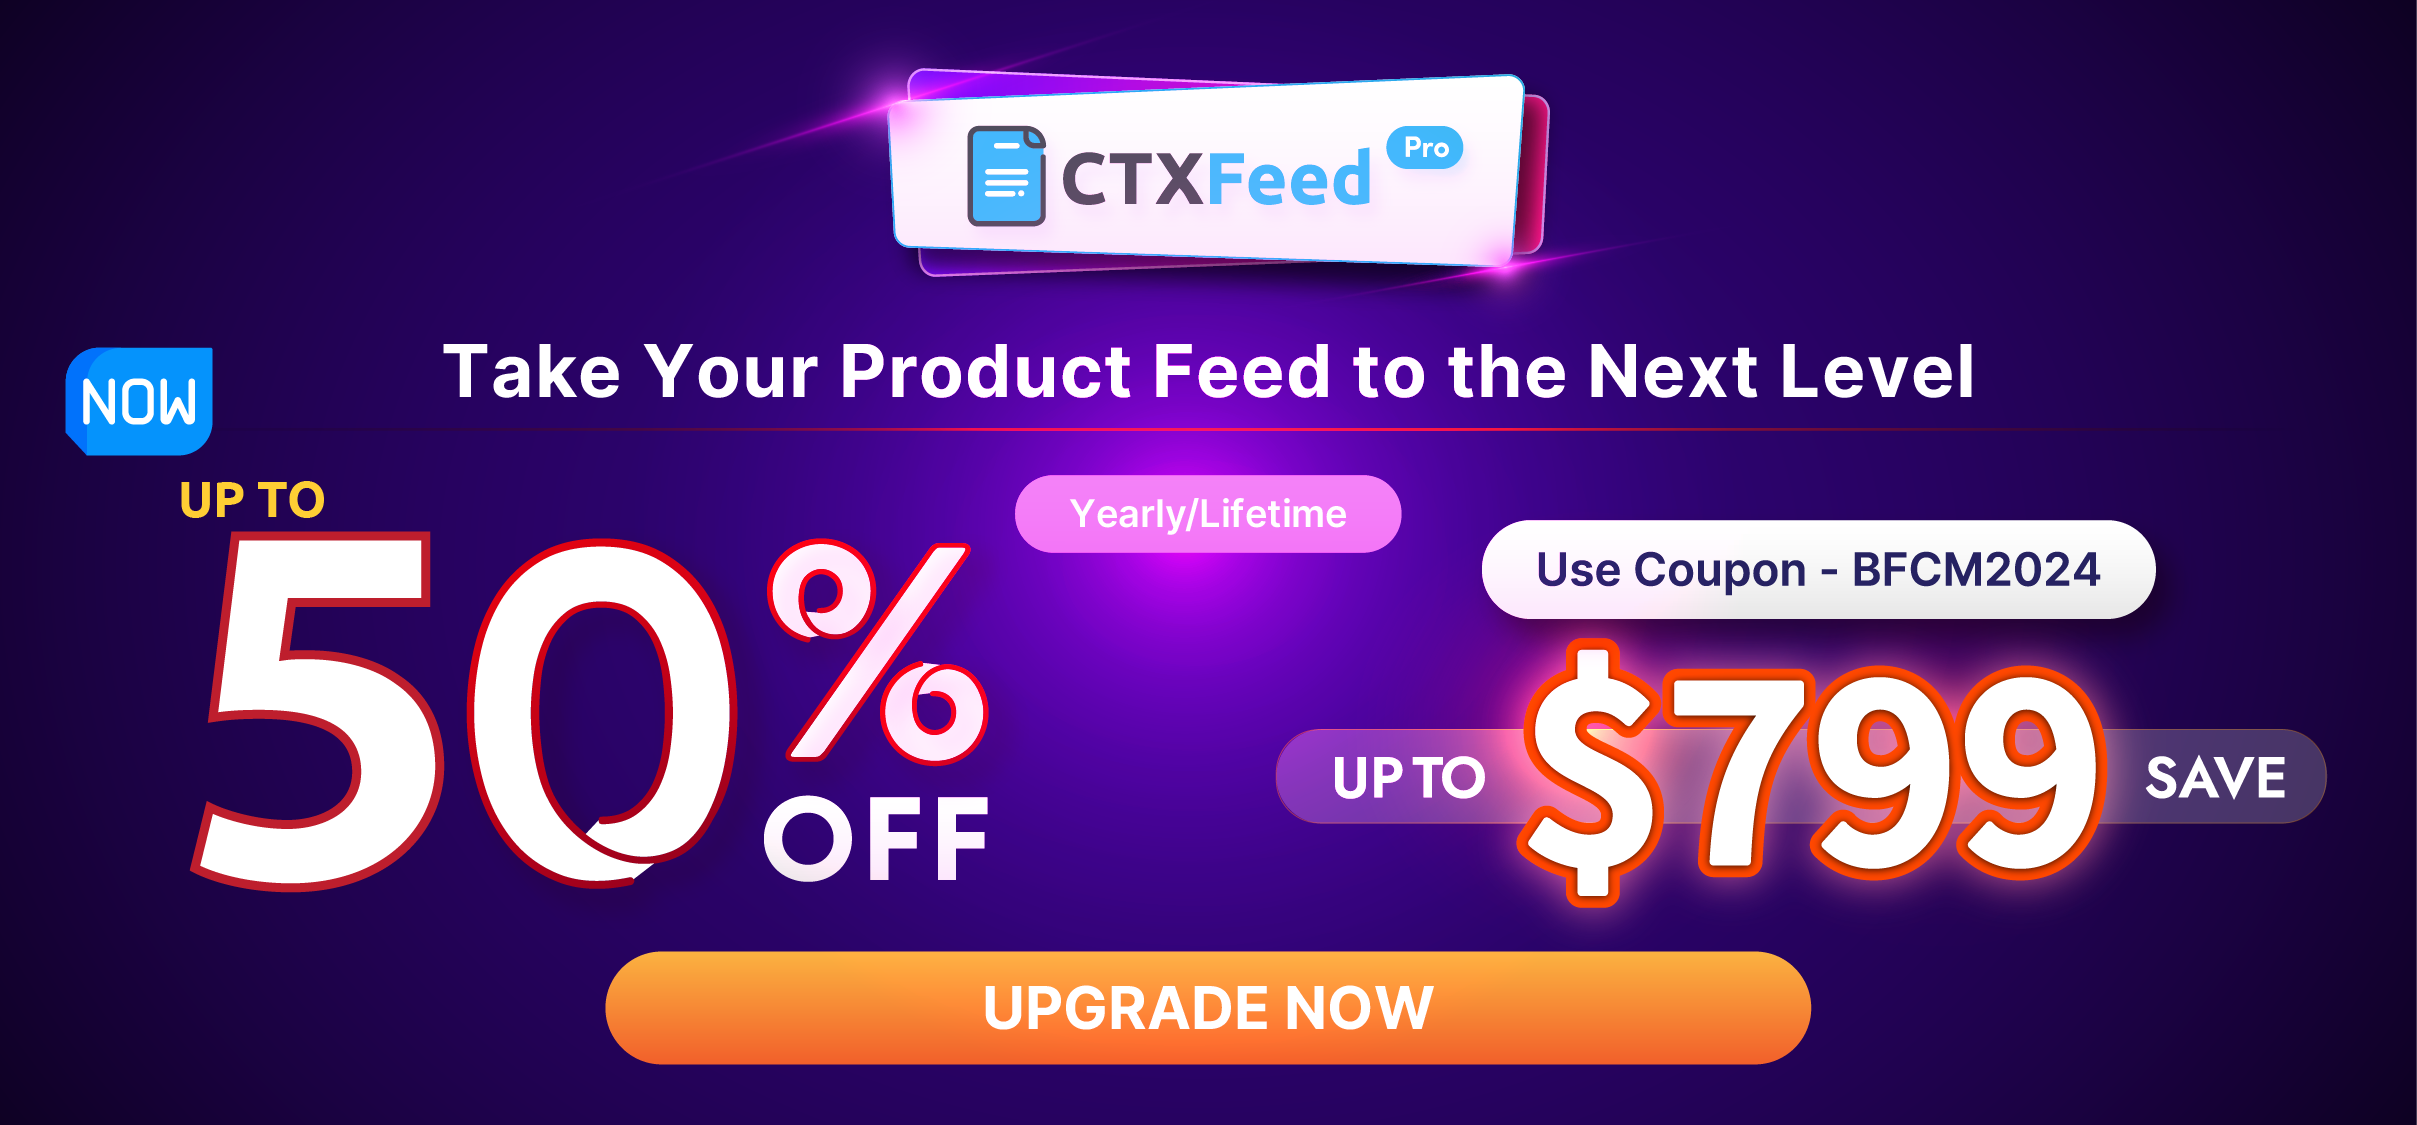 CTXFeed Pro
Take Your Product Feed to the Next Level
NOW
UP TO
50% OFF
Yearly/Lifetime
Use Coupon - BFCM2024
UP TO $799 SAVE
UPGRADE NOW